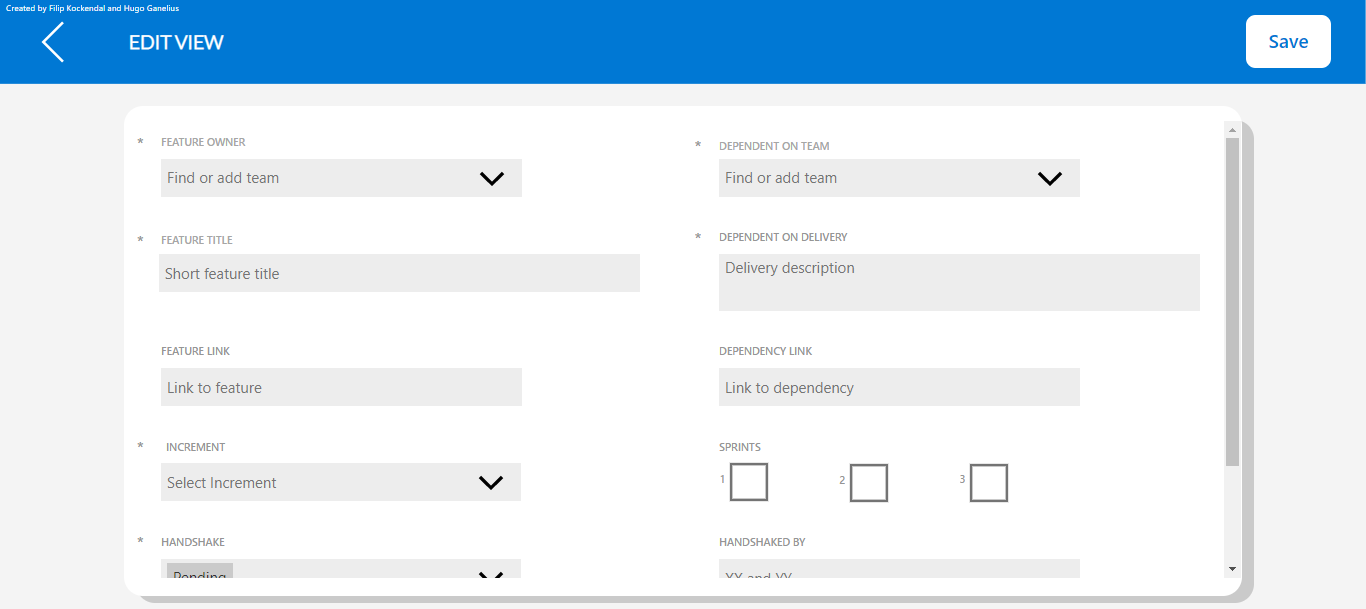 Created by Filip Kockendal and Hugo Ganelius
EDIT VIEW
Save
* FEATURE OWNER
Find or add team
* DEPENDENT ON TEAM
Find or add team
* FEATURE TITLE
Short feature title
* DEPENDENT ON DELIVERY
Delivery description
FEATURE LINK
Link to feature
DEPENDENCY LINK
Link to dependency
* INCREMENT
Select Increment
SPRINTS
1 2 3
* HANDSHAKE
Pending
HANDSHAKED BY
XX and YY